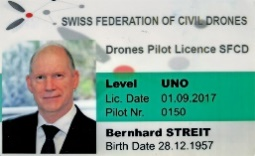 SWISS FEDERATION OF CIVIL DRONES
Drones Pilot Licence SFCD
Level UNO
Lic. Date 01.09.2017
Pilot Nr. 0150
Bernhard STREIT
Birth Date 28.12.1957